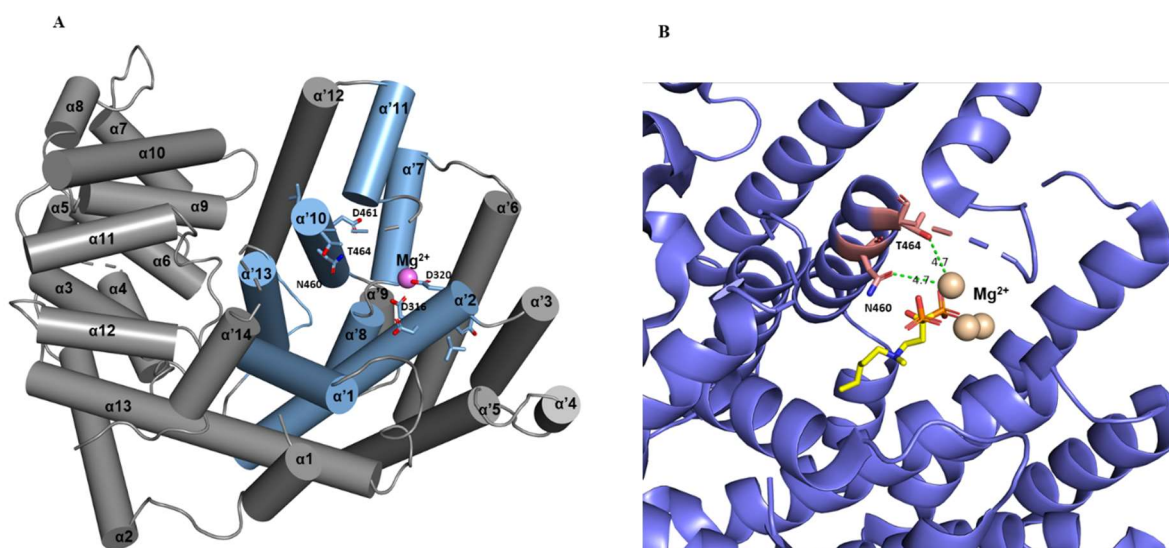 A
α8
α7
α10
α5
α9
α11
α6
α3
α4
α12
α13
α1
α2
α'12
α'11
α'7
α'10
D461
α'6
T464
Mg2+
α'13
N460
D320
α'9
D316
α'2
α'3
α'8
α'14
α'1
α'5
α'4
B
T464
4.7
4.7
N460
Mg2+